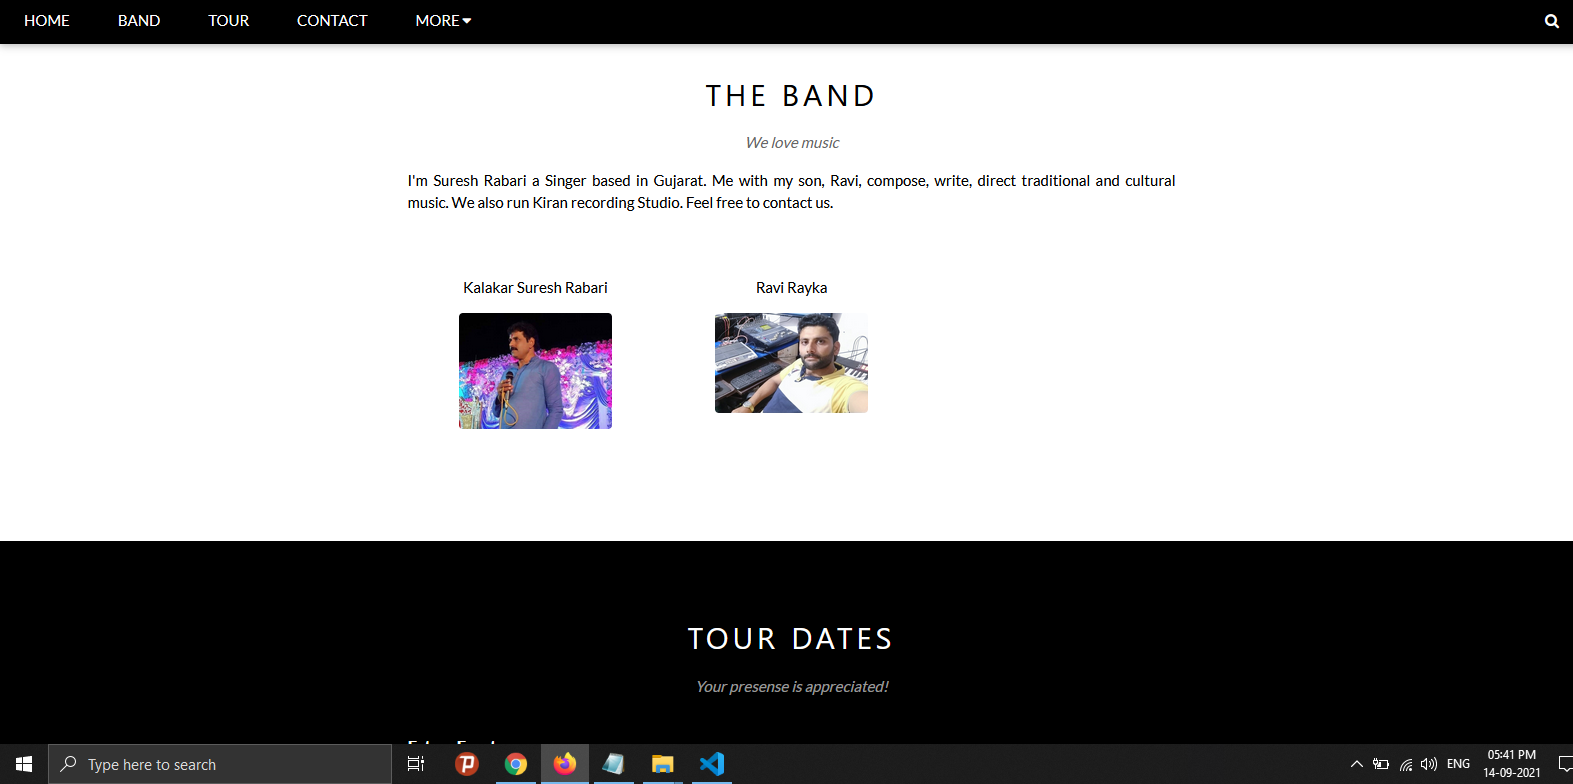 HOME BAND TOUR CONTACT MORE
THE BAND
We love music
I'm Suresh Rabari a Singer based in Gujarat. Me with my son, Ravi, compose, write, direct traditional and cultural
music. We also run Kiran recording Studio. Feel free to contact us.
Kalakar Suresh Rabari Ravi Rayka
TOUR DATES
Your presense is appreciated!
Type here to search
ENG
05:41 PM
14-09-2021